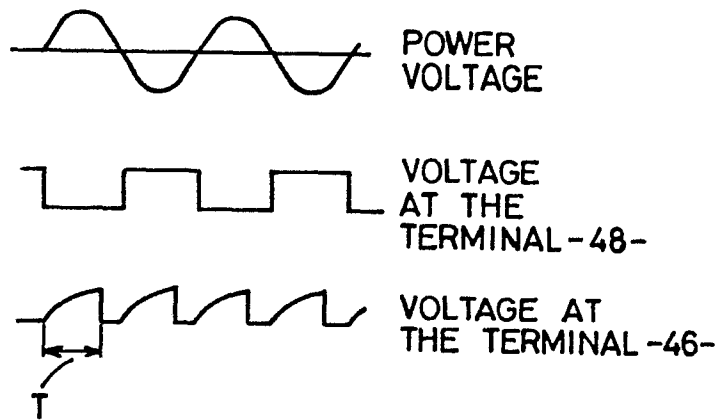 POWER
VOLTAGE
VOLTAGE
AT THE
TERMINAL -48-
VOLTAGE AT
THE TERMINAL -46-
T